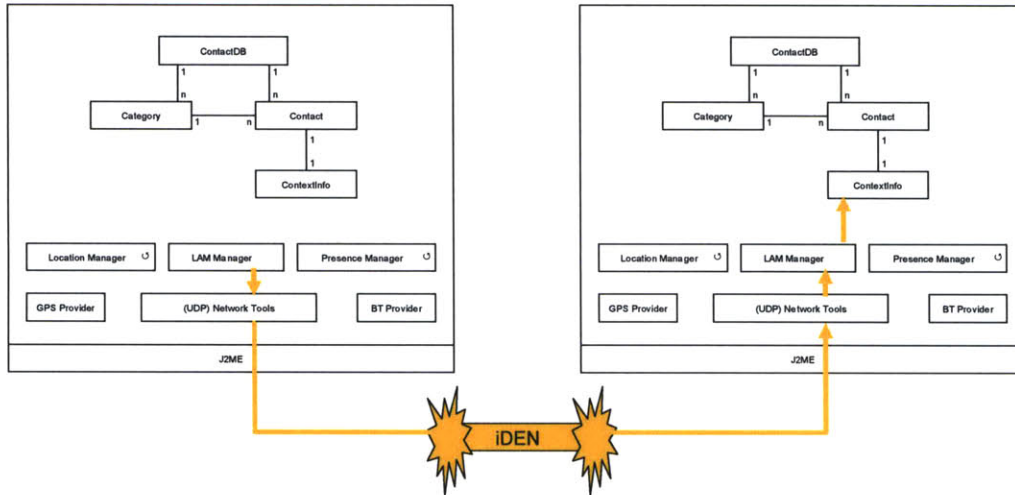 ContactDB
1 1
n n
Category
1 n
Contact
1
1
ContextInfo
Location Manager
LAM Manager
Presence Manager
GPS Provider
(UDP) Network Tools
BT Provider
J2ME
ContactDB
1 1
n n
Category
1 n
Contact
1
1
ContextInfo
Location Manager
LAM Manager
Presence Manager
GPS Provider
(UDP) Network Tools
BT Provider
J2ME
iDEN